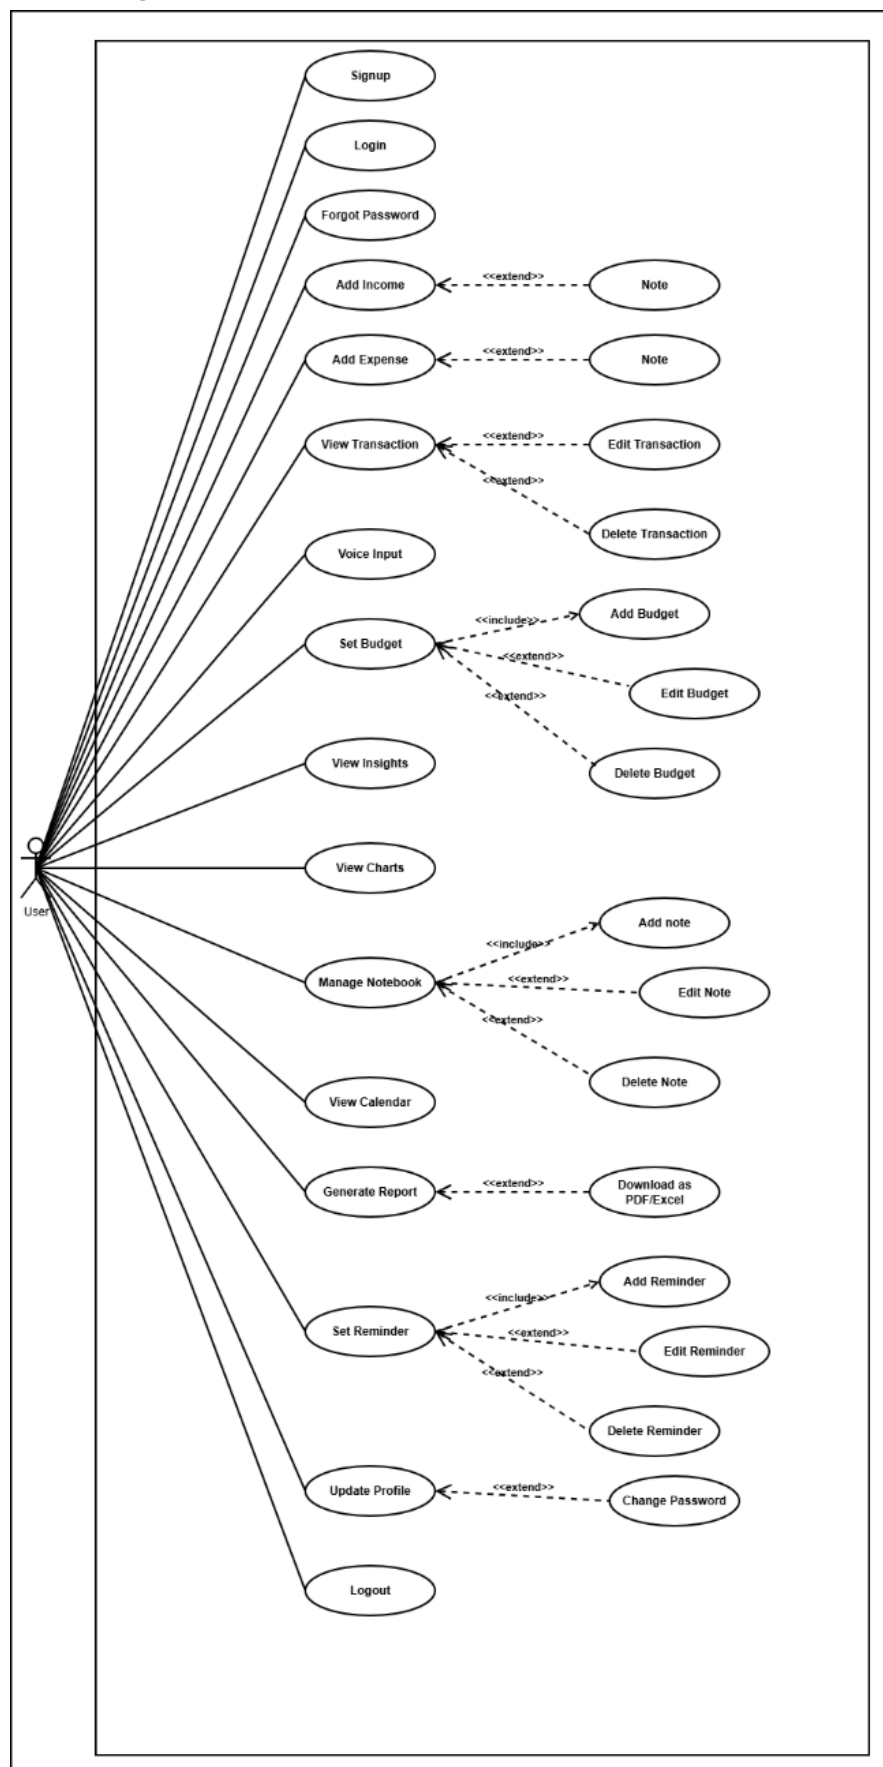 Signup
Login
Forgot Password
Add Income
<<extend>>
Note
Add Expense
<<extend>>
Note
View Transaction
<<extend>>
Edit Transaction
<<extend>>
Delete Transaction
Voice Input
Set Budget
<<include>>
Add Budget
<<extend>>
Edit Budget
<<extend>>
Delete Budget
View Insights
View Charts
User
Manage Notebook
<<include>>
Add note
<<extend>>
Edit Note
<<extend>>
Delete Note
View Calendar
Generate Report
<<extend>>
Download as
PDF/Excel
Set Reminder
<<include>>
Add Reminder
<<extend>>
Edit Reminder
<<extend>>
Delete Reminder
Update Profile
<<extend>>
Change Password
Logout